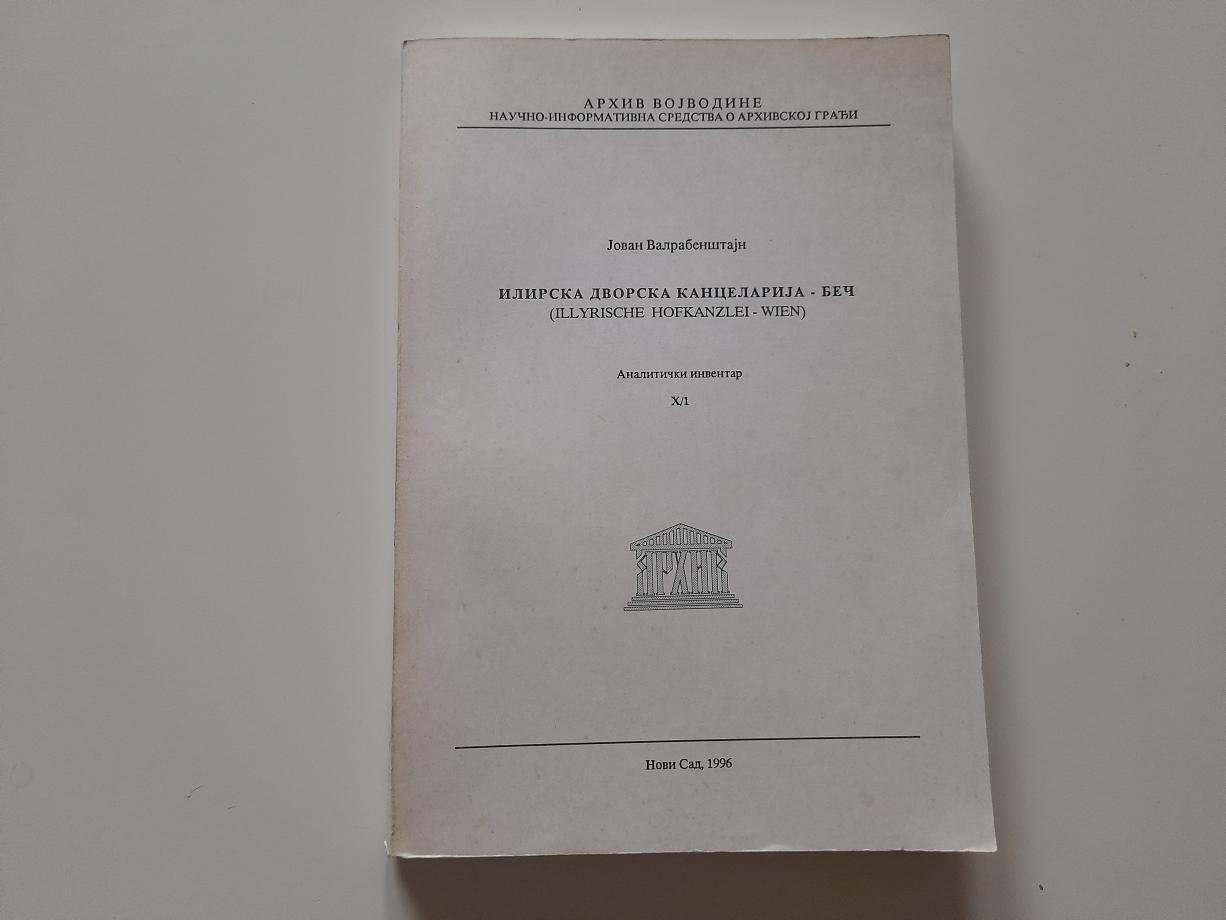 АРХИВ ВОЈВОДИНЕ
НАУЧНО-ИНФОРМАТИВНА СРЕДСТВА О АРХИВСКОЈ ГРАЂИ
Јован Валрабенштајн
ИЛИРСКА ДВОРСКА КАНЦЕЛАРИЈА - БЕЧ
(ILLYRISCHE HOFKANZLEI - WIEN)
Аналитички инвентар
X/1
АРХИВ
Нови Сад, 1996